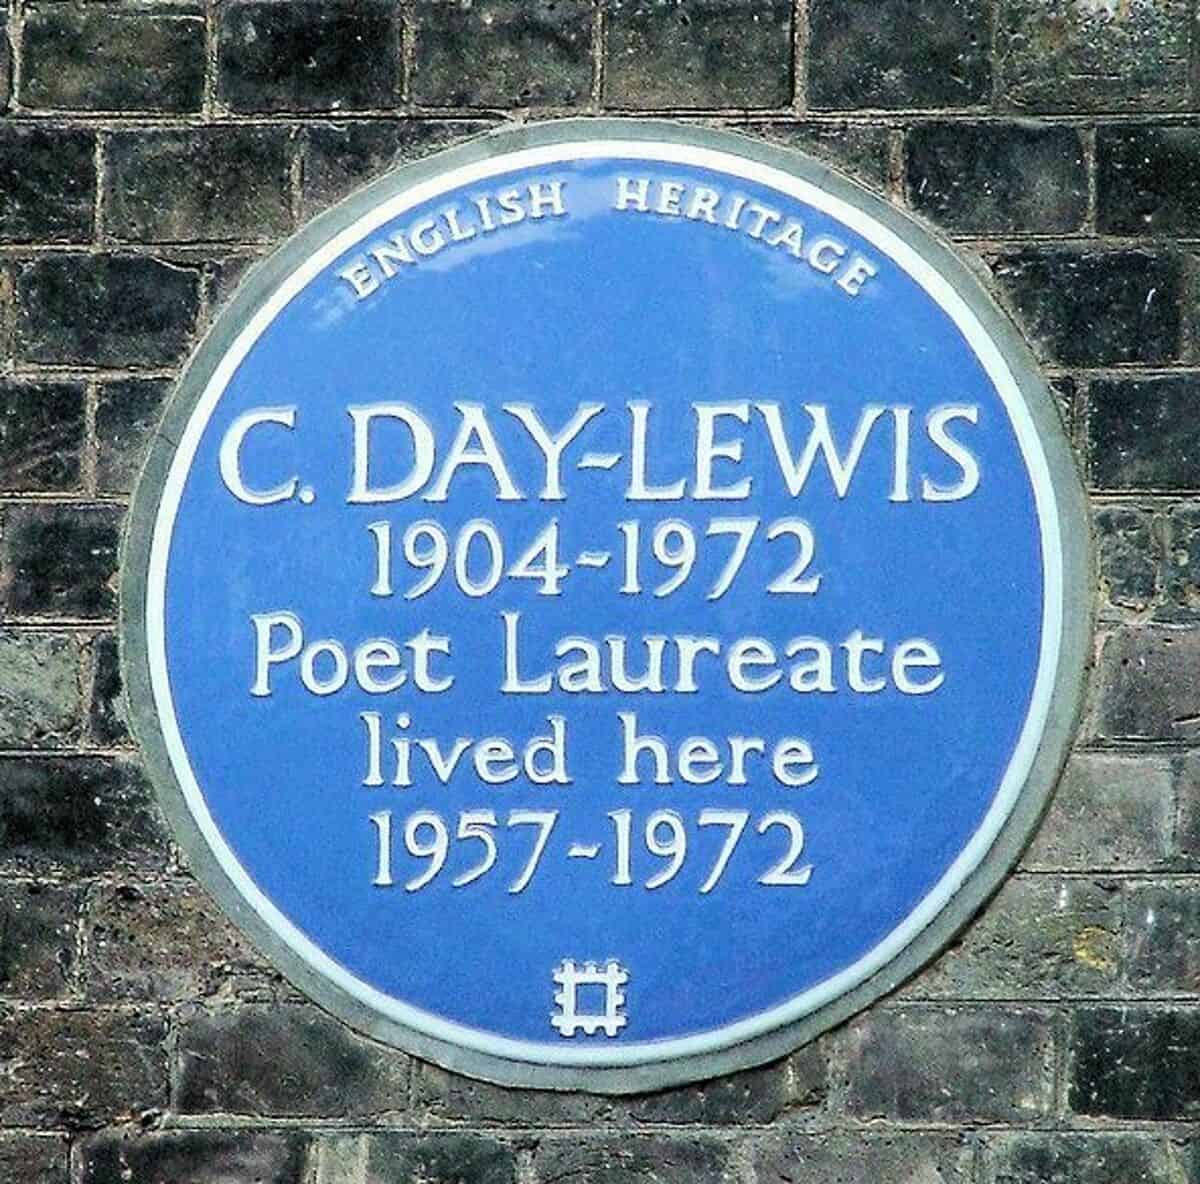 ENGLISH HERITAGE
C. DAY-LEWIS
1904-1972
Poet Laureate
lived here
1957-1972